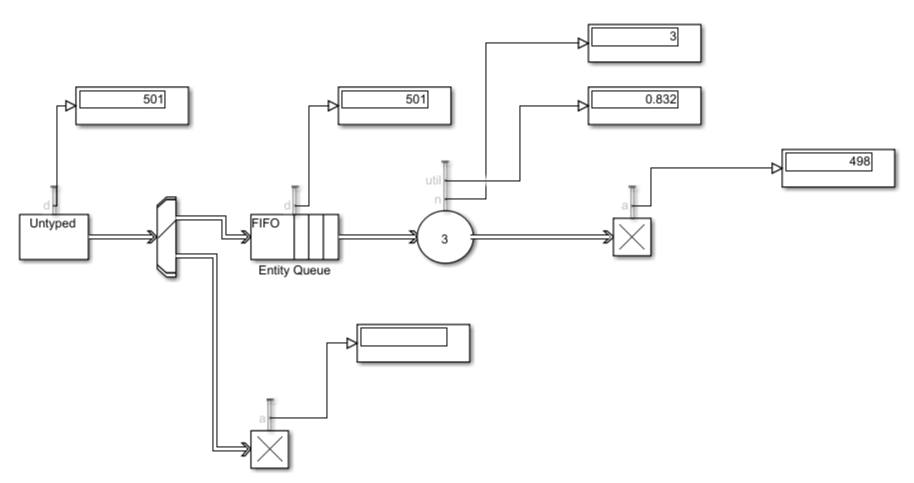 3
501
501
0.832
498
util
d
d
n
a
Untyped
FIFO
3
Entity Queue
a